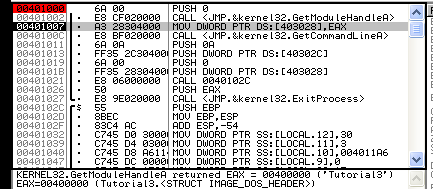 00401000 6A 00 PUSH 0
00401002 . E8 CF020000 CALL <JMP.&kernel32.GetModuleHandleA>
00401007 . A3 28304000 MOV DWORD PTR DS:[403028],EAX
0040100C . E8 BF020000 CALL <JMP.&kernel32.GetCommandLineA>
00401011 . 6A 0A PUSH 0A
00401013 . FF35 2C304000 PUSH DWORD PTR DS:[40302C]
00401019 . 6A 00 PUSH 0
0040101B . FF35 28304000 PUSH DWORD PTR DS:[403028]
00401021 . E8 06000000 CALL 0040102C
00401026 . 50 PUSH EAX
00401027 . E8 9E020000 CALL <JMP.&kernel32.ExitProcess>
0040102C $ 55 PUSH EBP
0040102D . 8BEC MOV EBP,ESP
0040102F . 83C4 AC ADD ESP,-54
00401032 . C745 D0 30000 MOV DWORD PTR SS:[LOCAL.12],30
00401039 . C745 D4 03000 MOV DWORD PTR SS:[LOCAL.11],3
00401040 . C745 D8 A6114 MOV DWORD PTR SS:[LOCAL.10],004011A6
00401047 . C745 DC 00000 MOV DWORD PTR SS:[LOCAL.9],0
KERNEL32.GetModuleHandleA returned EAX = 00400000 ("Tutorial3")
EAX=00400000 (Tutorial3.<STRUCT IMAGE_DOS_HEADER>)